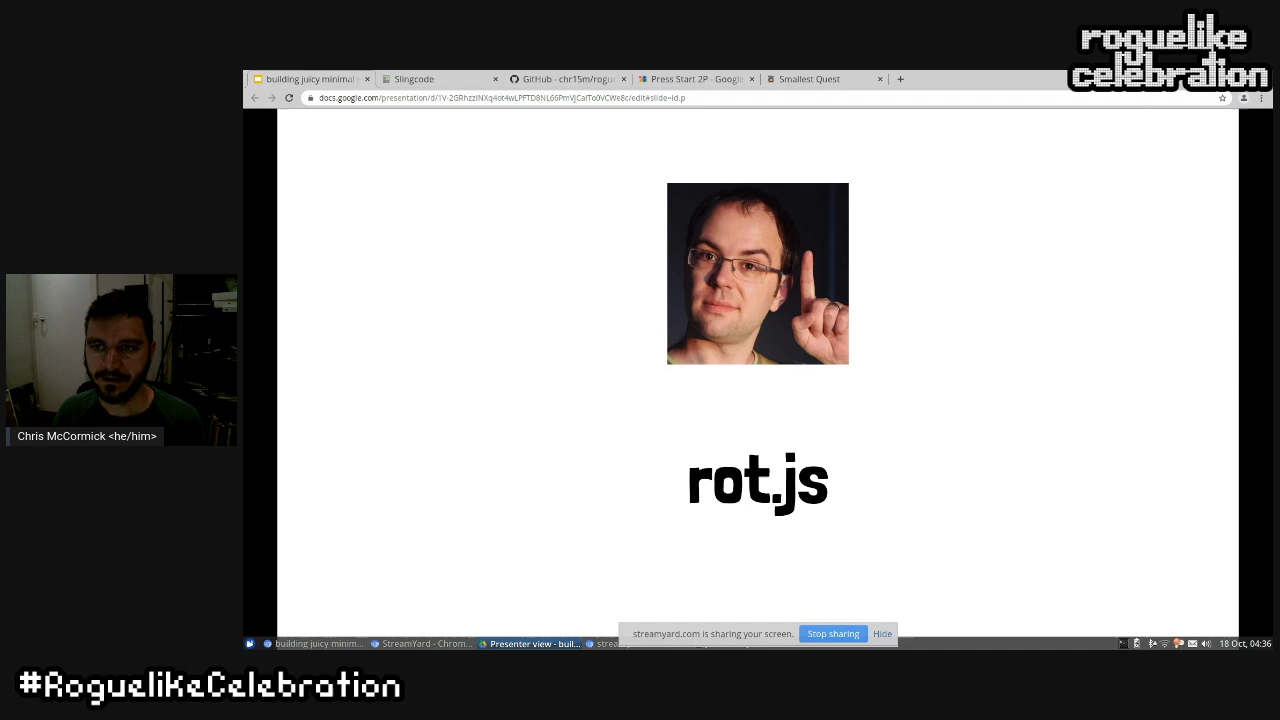 roguelike
celebration
building juicy minimal
Slingcode
GitHub - chr15m/rogue
Press Start 2P - Google
Smallest Quest
rot.js
Chris McCormick <he/him>
streamyard.com is sharing your screen.
Stop sharing
Hide
building juicy minim...
StreamYard - Chrom...
Presenter view - buil...
18 Oct, 04:36
#RoguelikeCelebration